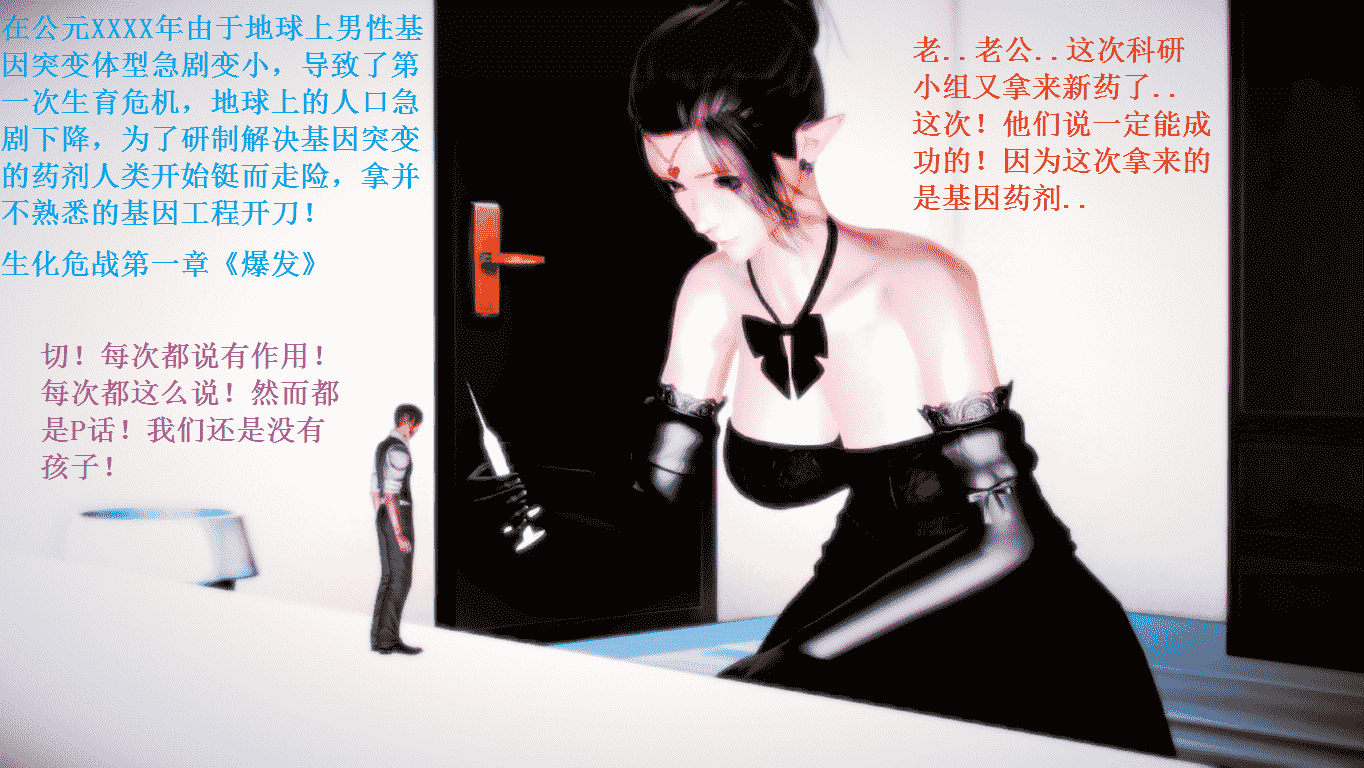 在公元XXXX年由于地球上男性基
因突变体型急剧变小，导致了第
一次生育危机，地球上的人口急
剧下降，为了研制解决基因突变
的药剂人类开始铤而走险，拿并
不熟悉的基因工程开刀！
生化危战第一章《爆发》
老..老公..这次科研
小组又拿来新药了..
这次！他们说一定能成
功的！因为这次拿来的
是基因药剂..
切！每次都说有作用！
每次都这么说！然而都
是P话！我们还是没有
孩子！